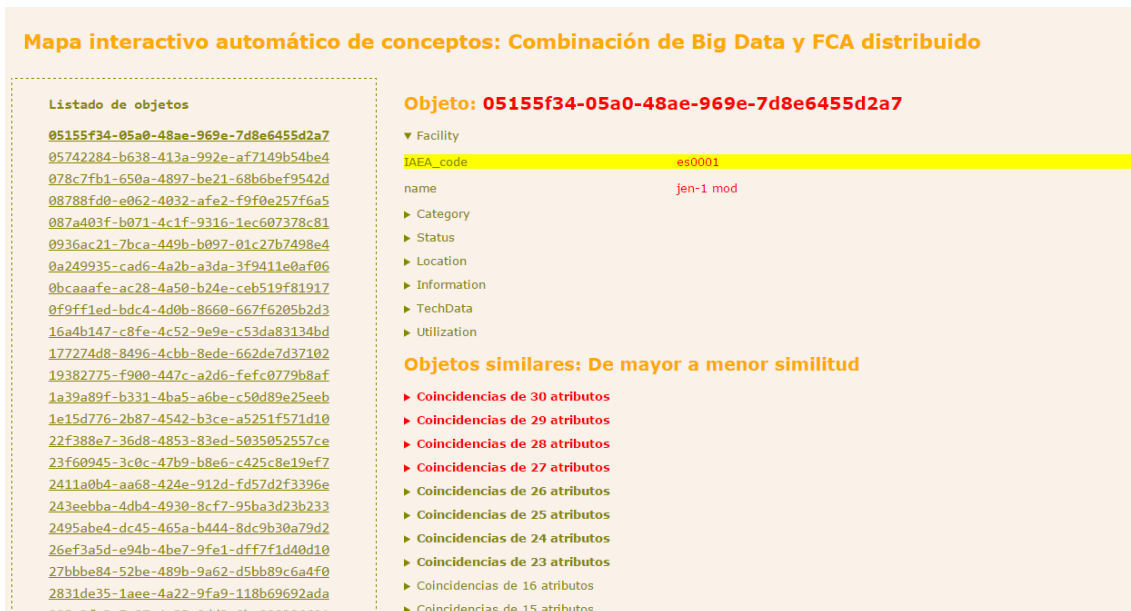 Mapa interactivo automático de conceptos: Combinación de Big Data y FCA distribuido
Listado de objetos
05155f34-05a0-48ae-969e-7d8e6455d2a7
05742284-b638-413a-992e-af7149b54be4
078c7fb1-650a-4897-be21-68b6bef9542d
08788fd0-e062-4032-afe2-f9f0e257f6a5
087a403f-b071-4c1f-9316-1ec607378c81
0936ac21-7bca-449b-b097-01c27b7498e4
0a249935-cad6-4a2b-a3da-3f9411e0af06
0bcaaafe-ac28-4a50-b24e-ceb519f81917
0f9ff1ed-bdc4-4d0b-8660-667f6205b2d3
16a4b147-c8fe-4c52-9e9e-c53da83134bd
177274d8-8496-4cbb-8ede-662de7d37102
19382775-f900-447c-a2d6-fefc0779b8af
1a39a89f-b331-4ba5-a6be-c50d89e25eeb
1e15d776-2b87-4542-b3ce-a5251f571d10
22f388e7-36d8-4853-83ed-5035052557ce
23f60945-3c0c-47b9-b8e6-c425c8e19ef7
2411a0b4-aa68-424e-912d-fd57d2f3396e
243eebba-4db4-4930-8cf7-95ba3d23b233
2495abe4-dc45-465a-b444-8dc9b30a79d2
26ef3a5d-e94b-4be7-9fe1-dff7f1d40d10
27bbbe84-52be-489b-9a62-d5bb89c6a4f0
2831de35-1aee-4a22-9fa9-118b69692ada
Objeto: 05155f34-05a0-48ae-969e-7d8e6455d2a7
▼ Facility
IAEA_code es0001
name jen-1 mod
► Category
► Status
► Location
► Information
► TechData
► Utilization
Objetos similares: De mayor a menor similitud
► Coincidencias de 30 atributos
► Coincidencias de 29 atributos
► Coincidencias de 28 atributos
► Coincidencias de 27 atributos
► Coincidencias de 26 atributos
► Coincidencias de 25 atributos
► Coincidencias de 24 atributos
► Coincidencias de 23 atributos
► Coincidencias de 16 atributos
► Coincidencias de 15 atributos